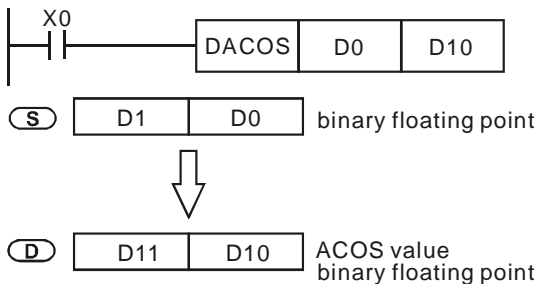 X0
DACOS D0 D10
S D1 D0 binary floating point
D D11 D10 ACOS value
binary floating point